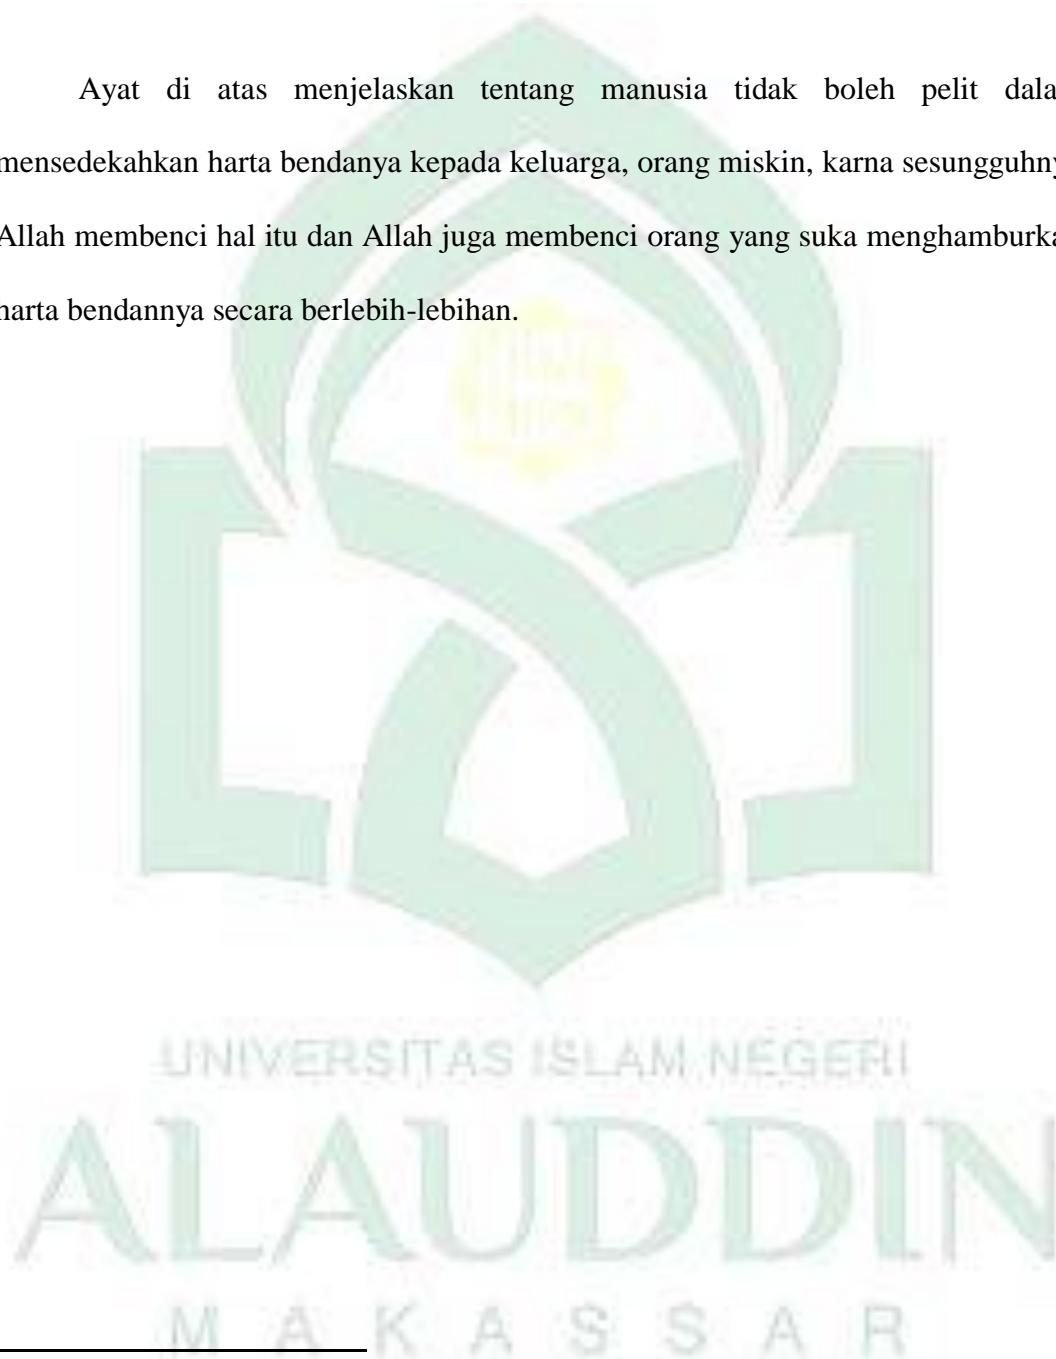 Ayat di atas menjelaskan tentang manusia tidak boleh pelit dala
mensedekahkan harta bendanya kepada keluarga, orang miskin, karna sesungguhny
Allah membenci hal itu dan Allah juga membenci orang yang suka menghamburka
harta bendannya secara berlebih-lebihan.
UNIVERSITAS ISLAM NEGERI
ALAUDDIN
MAKASSAR